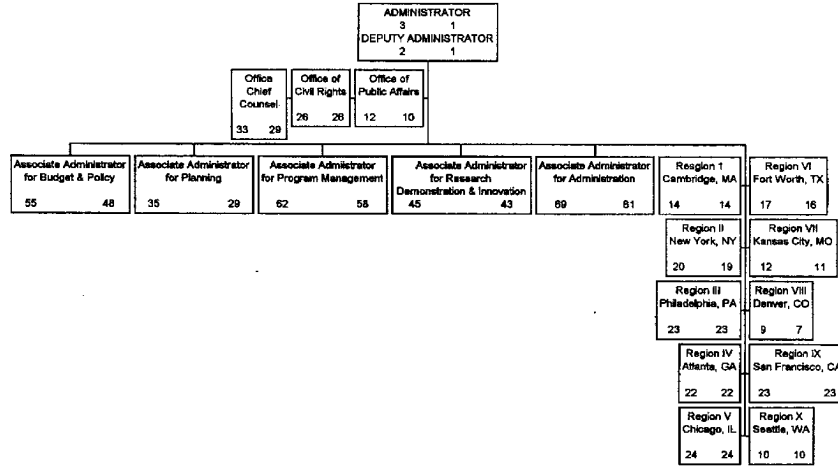 ADMINISTRATOR
3 1
DEPUTY ADMINISTRATOR
2 1
Office
Chief
Counsel
33 29
Office of
Civil Rights
26 26
Office of
Public Affairs
12 10
Associate Administrator
for Budget & Policy
55 48
Associate Administrator
for Planning
35 29
Associate Admiistrator
for Program Management
62 58
Associate Administrator
for Research
Demonstration & Innovation
45 43
Associate Administrator
for Administration
69 61
Resgion 1
Cambridge, MA
14 14
Region VI
Fort Worth, TX
17 16
Region II
New York, NY
20 19
Region VII
Kansas City, MO
12 11
Region III
Philadelphia, PA
23 23
Region VIII
Denver, CO
9 7
Region IV
Atlanta, GA
22 22
Region IX
San Francisco, CA
23 23
Region V
Chicago, IL
24 24
Region X
Seattle, WA
10 10